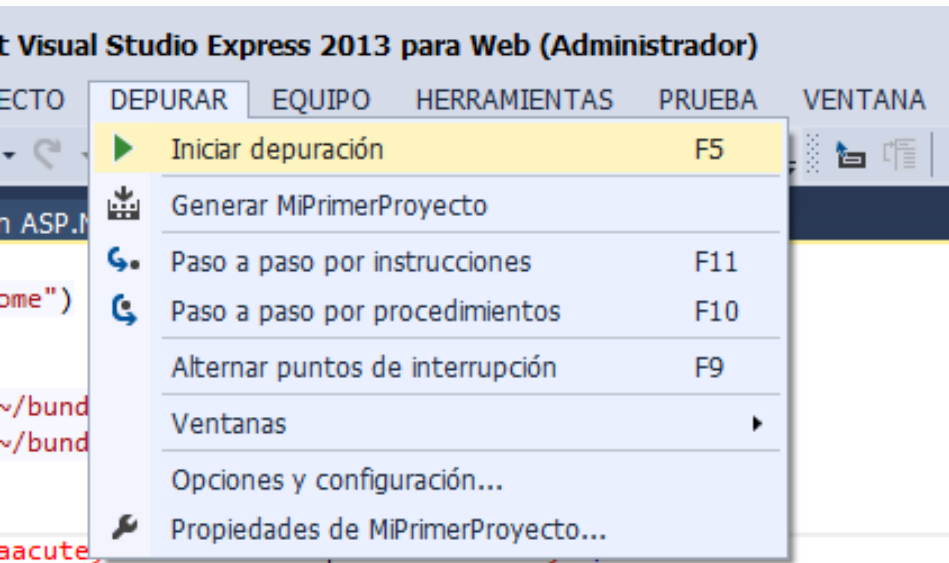 t Visual Studio Express 2013 para Web (Administrador)
ECTO DEPURAR EQUIPO HERRAMIENTAS PRUEBA VENTANA
Iniciar depuración F5
Generar MiPrimerProyecto
n ASP.N
Paso a paso por instrucciones F11
ome")
Paso a paso por procedimientos F10
Alternar puntos de interrupción F9
~/bund
Ventanas
~/bund
Opciones y configuración...
Propiedades de MiPrimerProyecto...
aacute